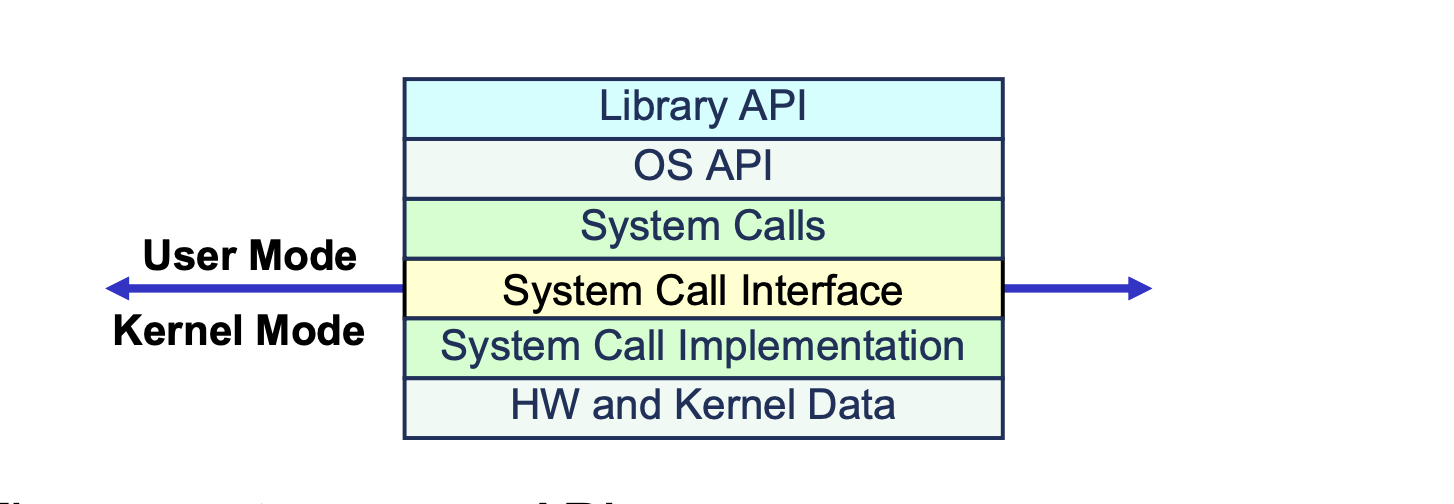 Library API
OS API
System Calls
User Mode
System Call Interface
Kernel Mode
System Call Implementation
HW and Kernel Data